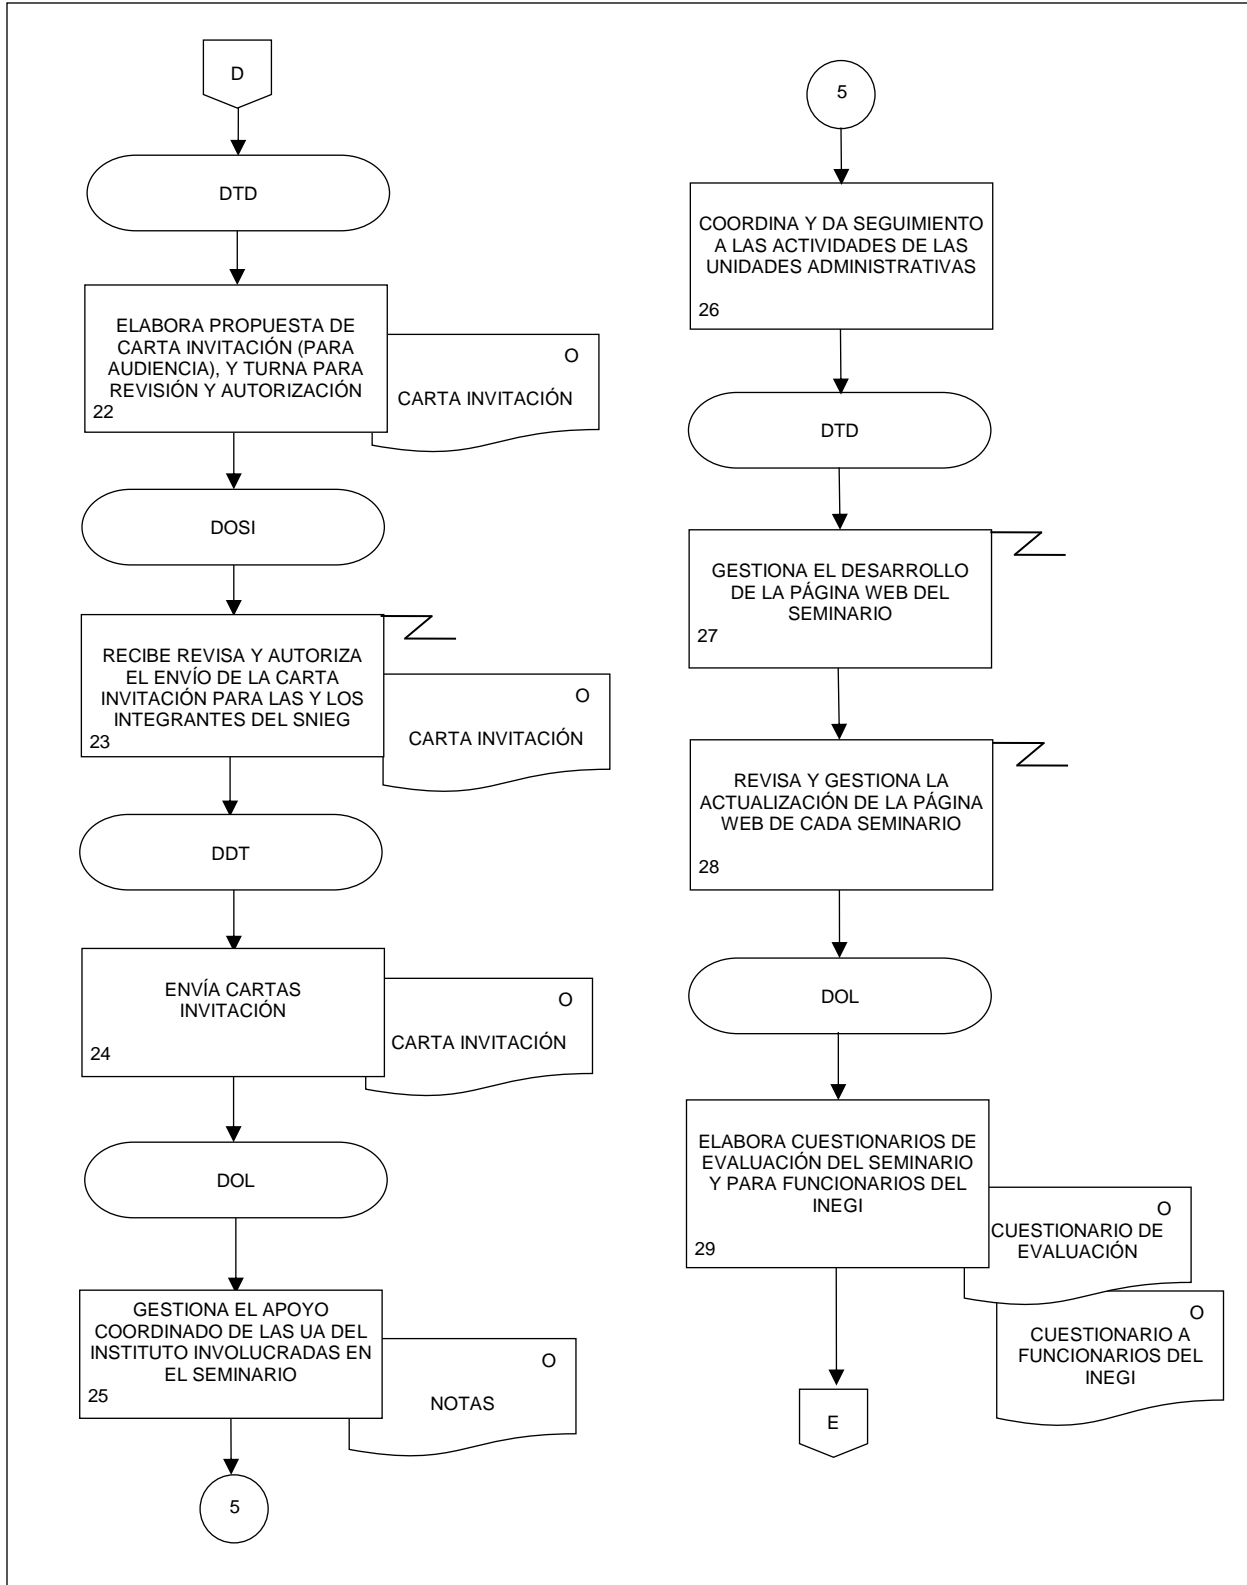 D
DTD
ELABORA PROPUESTA DE
CARTA INVITACIÓN (PARA
AUDIENCIA), Y TURNA PARA
REVISIÓN Y AUTORIZACIÓN
22
O
CARTA INVITACIÓN
DOSI
RECIBE REVISA Y AUTORIZA
EL ENVÍO DE LA CARTA
INVITACIÓN PARA LAS Y LOS
INTEGRANTES DEL SNIEG
23
O
CARTA INVITACIÓN
DDT
ENVÍA CARTAS
INVITACIÓN
24
O
CARTA INVITACIÓN
DOL
GESTIONA EL APOYO
COORDINADO DE LAS UA DEL
INSTITUTO INVOLUCRADAS EN
EL SEMINARIO
25
O
NOTAS
5
5
COORDINA Y DA SEGUIMIENTO
A LAS ACTIVIDADES DE LAS
UNIDADES ADMINISTRATIVAS
26
DTD
GESTIONA EL DESARROLLO
DE LA PÁGINA WEB DEL
SEMINARIO
27
REVISA Y GESTIONA LA
ACTUALIZACIÓN DE LA PÁGINA
WEB DE CADA SEMINARIO
28
DOL
ELABORA CUESTIONARIOS DE
EVALUACIÓN DEL SEMINARIO
Y PARA FUNCIONARIOS DEL
INEGI
29
O
CUESTIONARIO DE
EVALUACIÓN
O
CUESTIONARIO A
FUNCIONARIOS DEL
INEGI
E